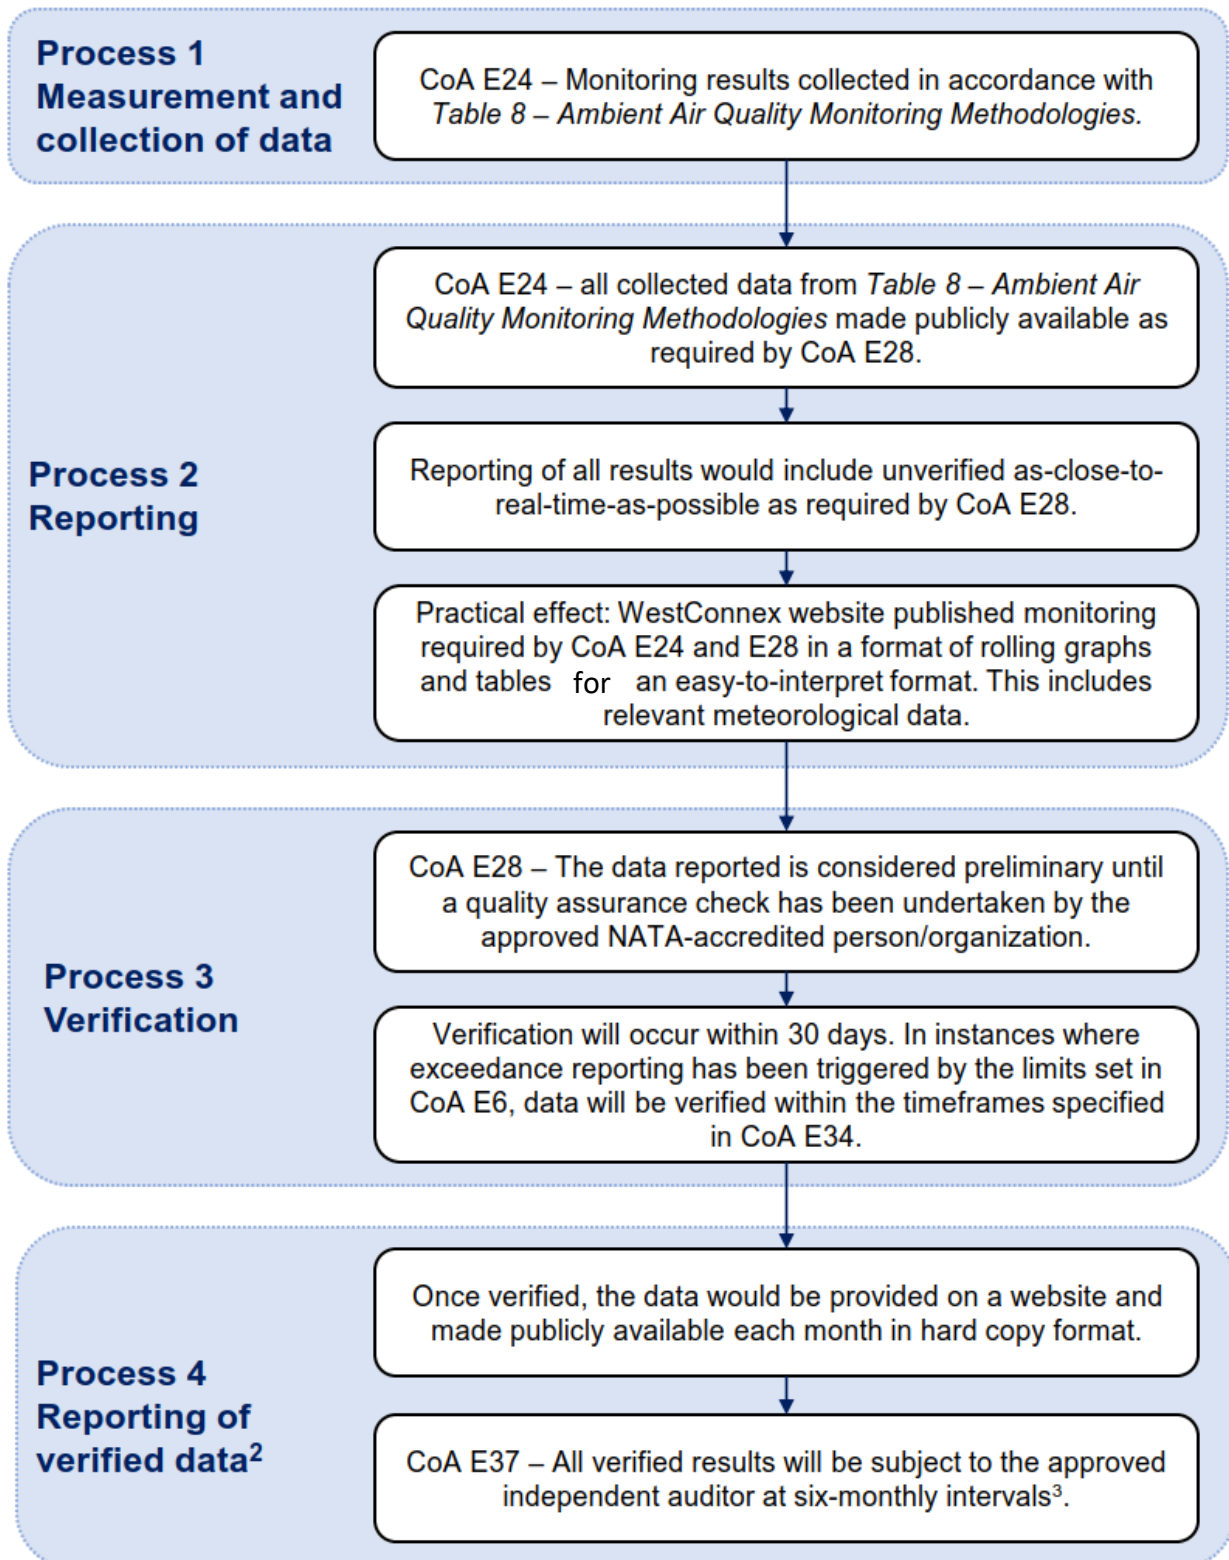 Process 1
Measurement and
collection of data
CoA E24 – Monitoring results collected in accordance with
Table 8 – Ambient Air Quality Monitoring Methodologies.
Process 2
Reporting
CoA E24 – all collected data from Table 8 – Ambient Air
Quality Monitoring Methodologies made publicly available as
required by CoA E28.
Reporting of all results would include unverified as-close-to-
real-time-as-possible as required by CoA E28.
Practical effect: WestConnex website published monitoring
required by CoA E24 and E28 in a format of rolling graphs
and tables for an easy-to-interpret format. This includes
relevant meteorological data.
Process 3
Verification
CoA E28 – The data reported is considered preliminary until
a quality assurance check has been undertaken by the
approved NATA-accredited person/organization.
Verification will occur within 30 days. In instances where
exceedance reporting has been triggered by the limits set in
CoA E6, data will be verified within the timeframes specified
in CoA E34.
Process 4
Reporting of
verified data²
Once verified, the data would be provided on a website and
made publicly available each month in hard copy format.
CoA E37 – All verified results will be subject to the approved
independent auditor at six-monthly intervals³.